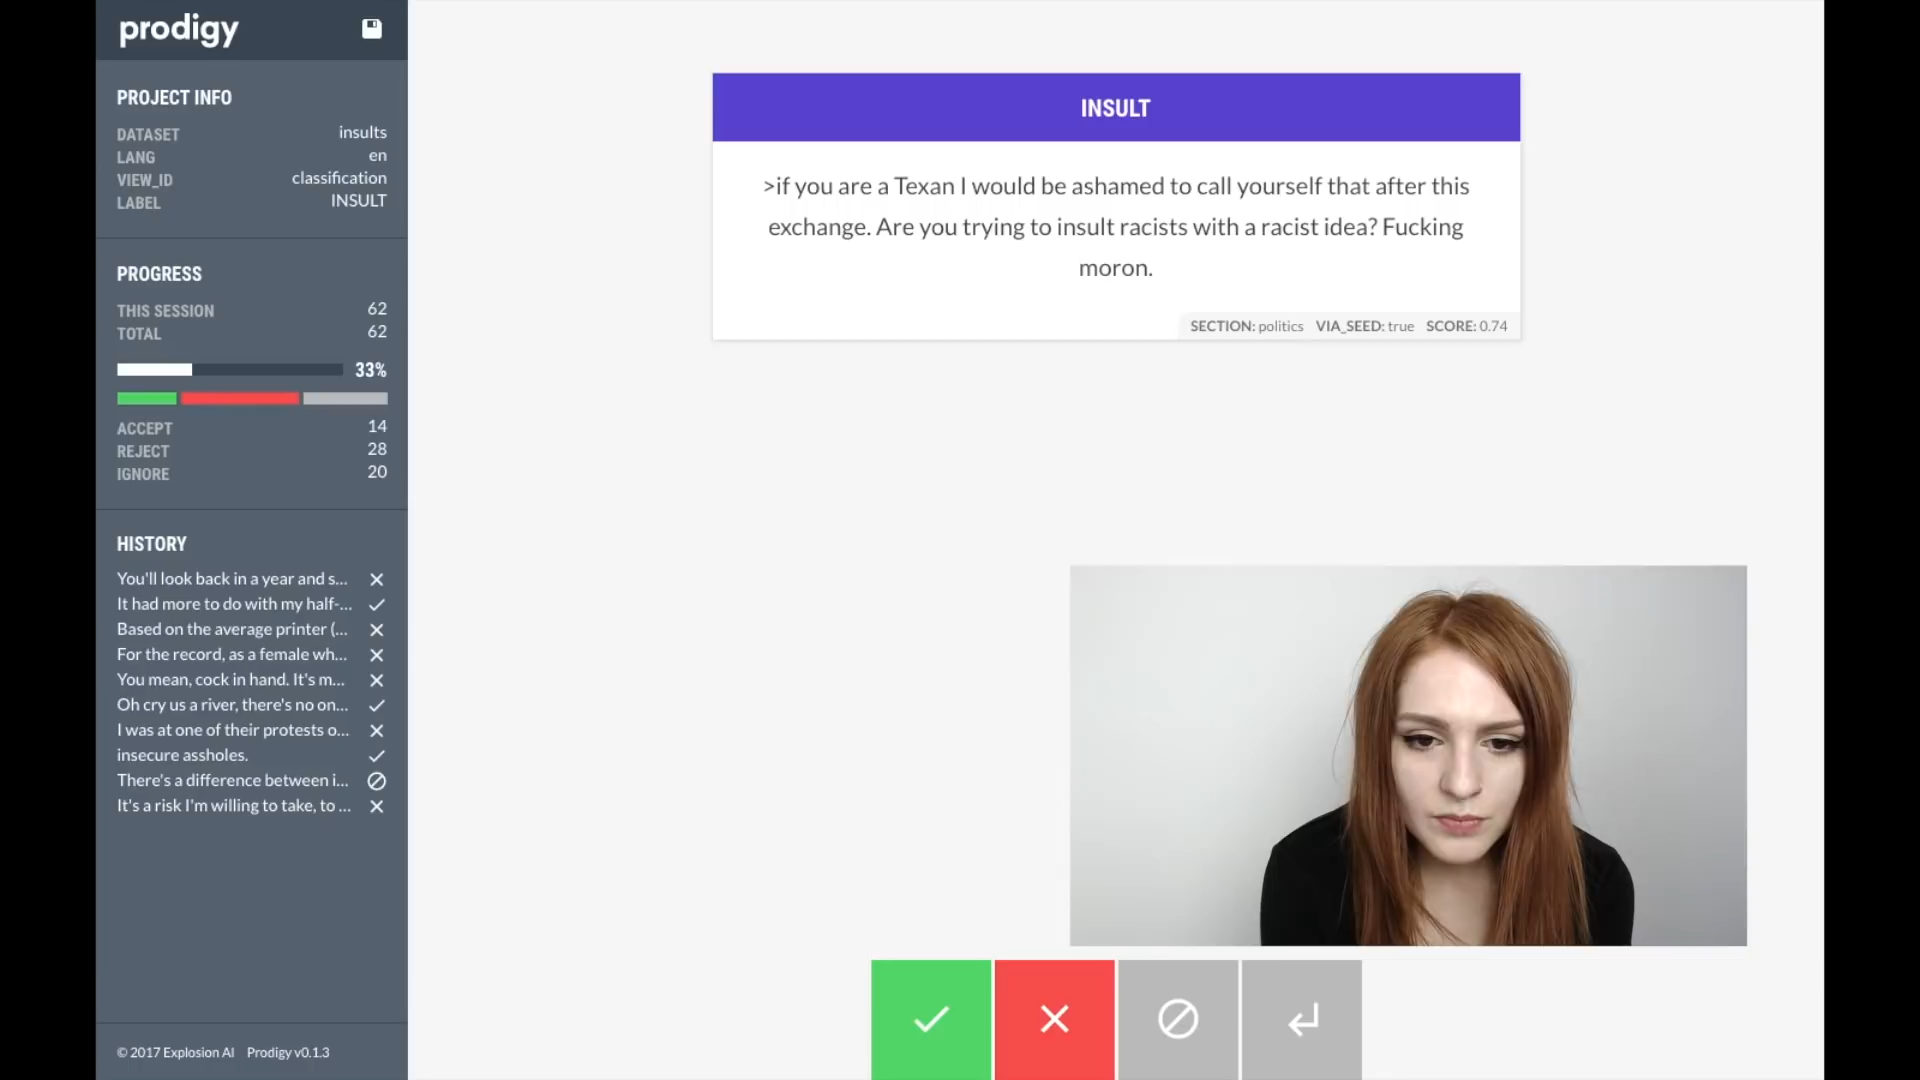 prodigy
PROJECT INFO
DATASET insults
LANG en
VIEW_ID classification
LABEL INSULT
PROGRESS
THIS SESSION 62
TOTAL 62
33%
ACCEPT 14
REJECT 28
IGNORE 20
HISTORY
You'll look back in a year and s...
It had more to do with my half-...
Based on the average printer (...
For the record, as a female wh...
You mean, cock in hand. It's m...
Oh cry us a river, there's no on...
I was at one of their protests o...
insecure assholes.
There's a difference between i...
It's a risk I'm willing to take, to ...
© 2017 Explosion AI Prodigy v0.1.3
INSULT
>if you are a Texan I would be ashamed to call yourself that after this
exchange. Are you trying to insult racists with a racist idea? Fucking
moron.
SECTION: politics VIA_SEED: true SCORE: 0.74